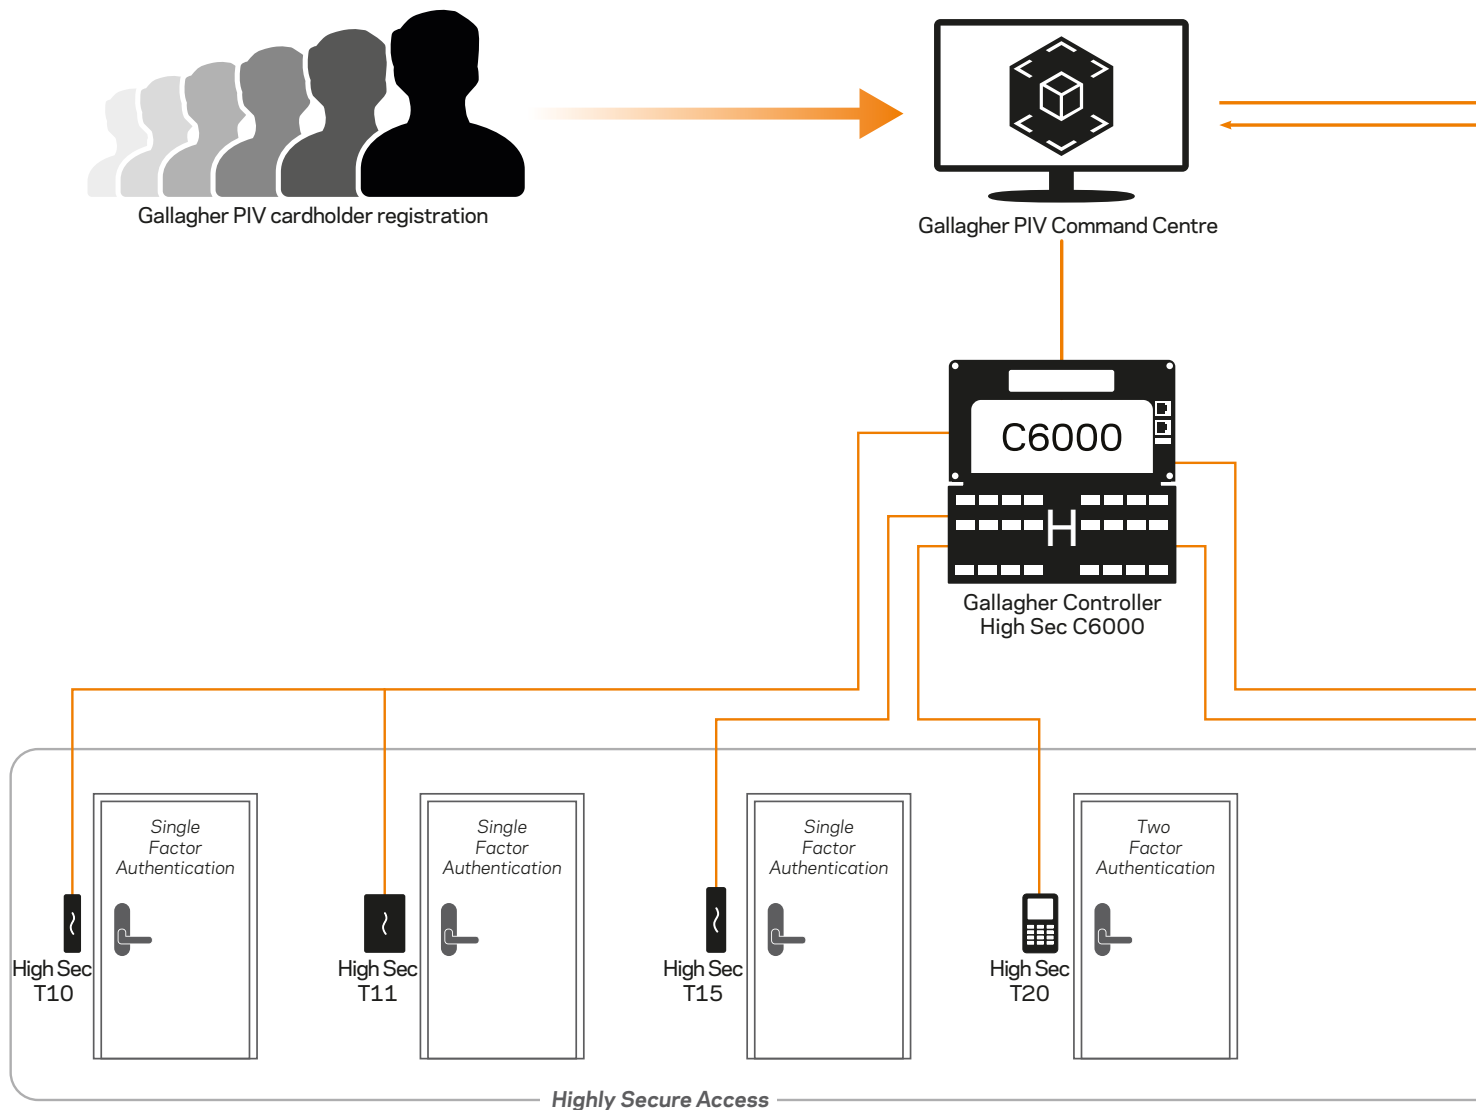 Gallagher PIV cardholder registration
Gallagher PIV Command Centre
C6000
H
Gallagher Controller
High Sec C6000
Single
Factor
Authentication
High Sec
T10
Single
Factor
Authentication
High Sec
T11
Single
Factor
Authentication
High Sec
T15
Two
Factor
Authentication
High Sec
T20
Highly Secure Access